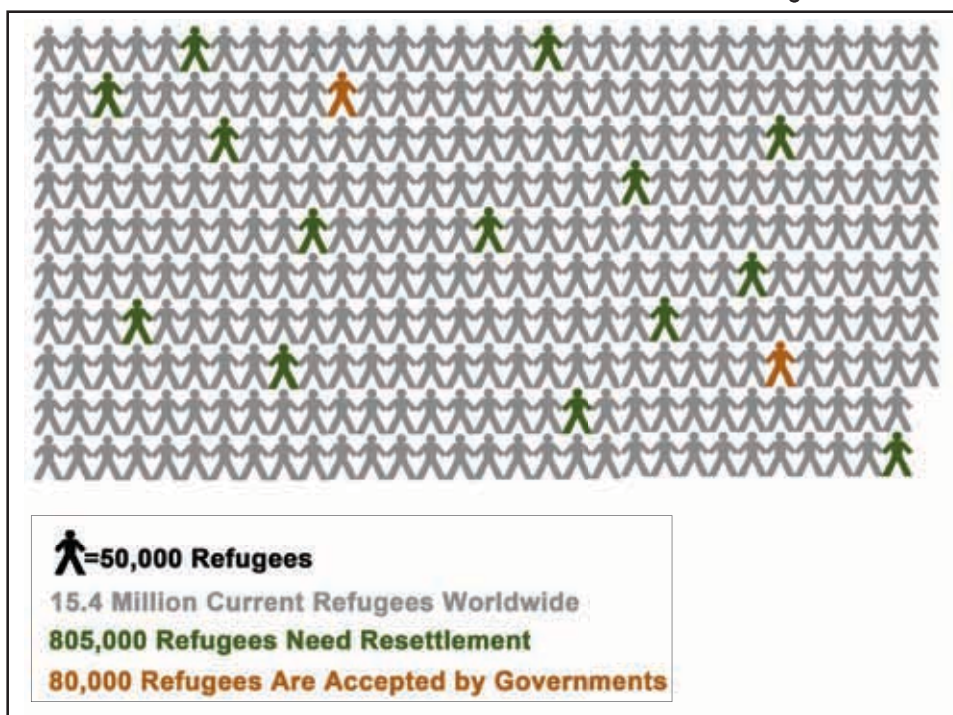 =50,000 Refugees
15.4 Million Current Refugees Worldwide
805,000 Refugees Need Resettlement
80,000 Refugees Are Accepted by Governments